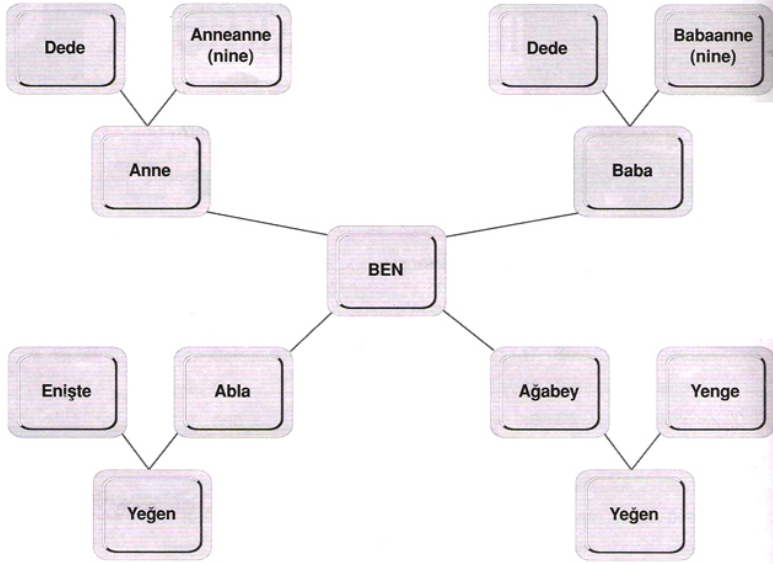 Dede
Anneanne
(nine)
Dede
Babaanne
(nine)
Anne
Baba
BEN
Enişte
Abla
Ağabey
Yenge
Yeğen
Yeğen